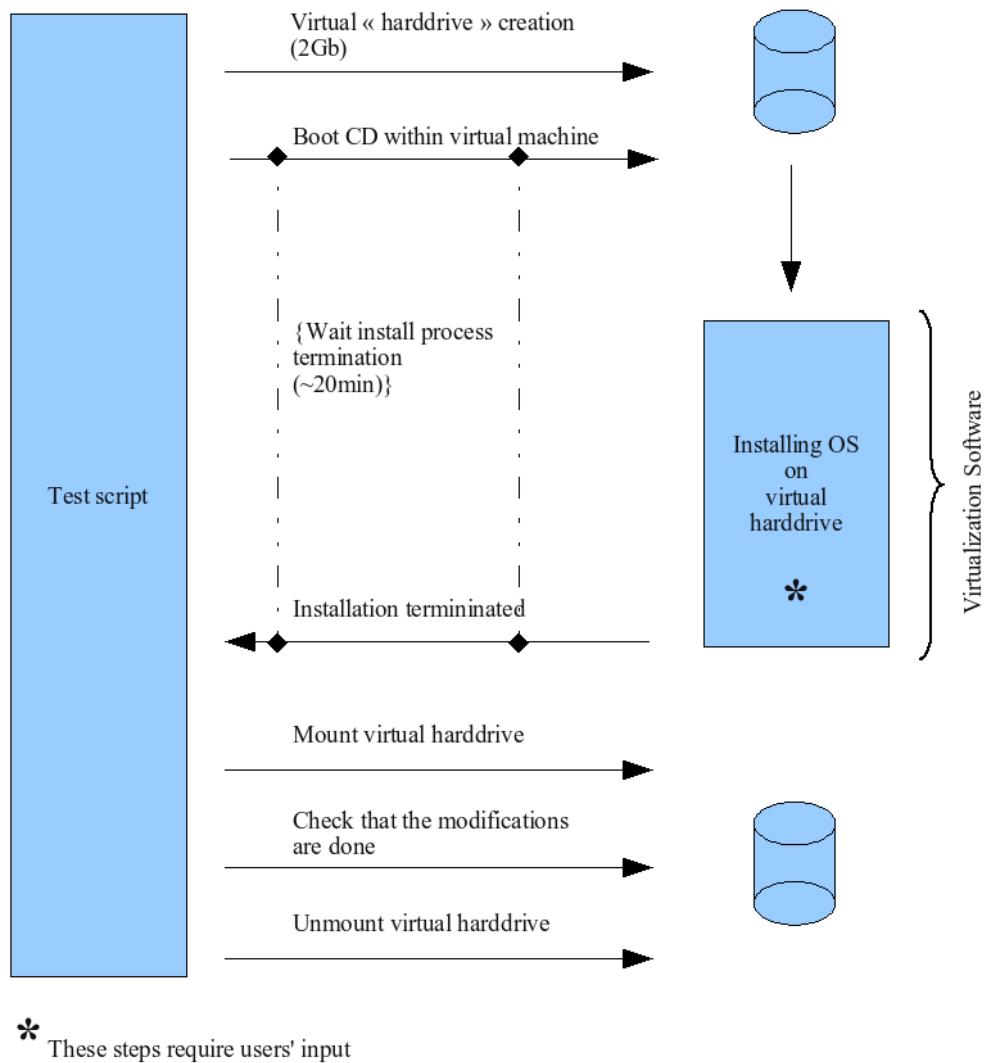 Virtual « harddrive » creation
(2Gb)
Boot CD within virtual machine
{Wait install process
termination
(~20min)}
Test script
Installing OS
on
virtual
harddrive
*
Virtualization Software
Installation termininated
Mount virtual harddrive
Check that the modifications
are done
Unmount virtual harddrive
* These steps require users' input